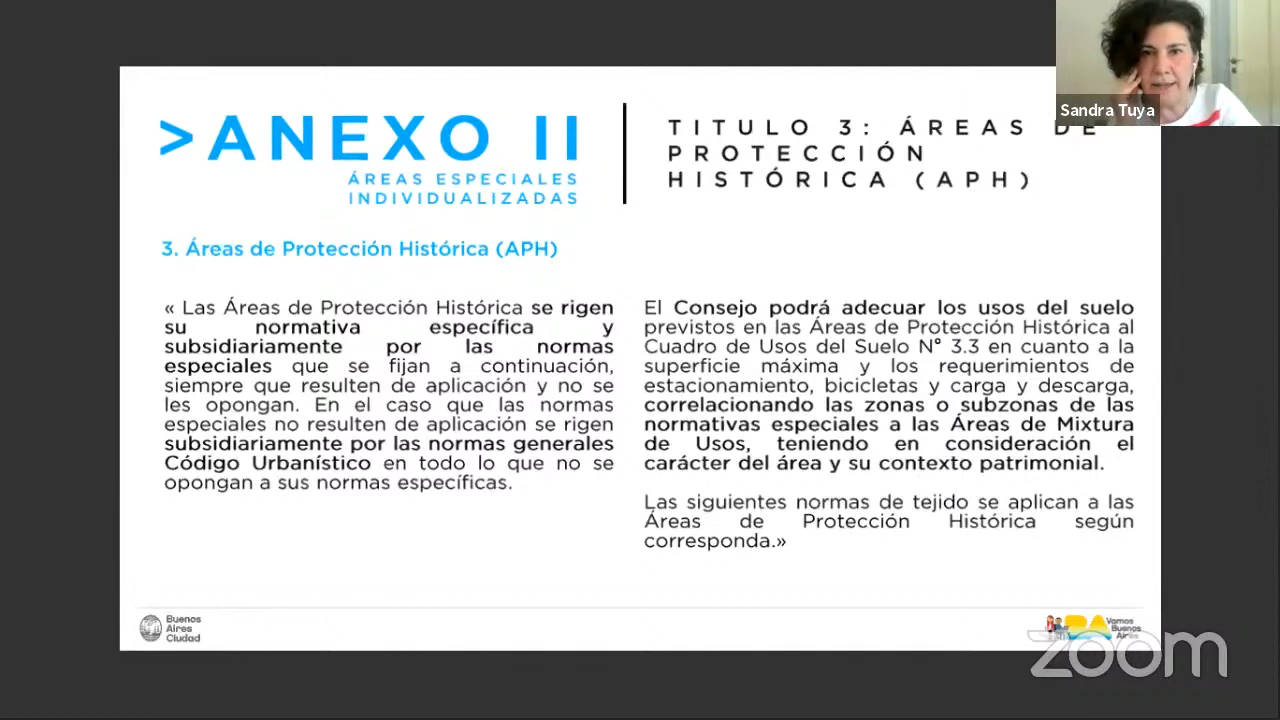 > ANEXO II
ÁREAS ESPECIALES
INDIVIDUALIZADAS
TITULO 3: ÁREAS DE
PROTECCIÓN
HISTÓRICA (APH)
Sandra Tuya
3. Áreas de Protección Histórica (APH)
« Las Áreas de Protección Histórica se rigen
su normativa específica y
subsidiariamente por las normas
especiales que se fijan a continuación,
siempre que resulten de aplicación y no se
les opongan. En el caso que las normas
especiales no resulten de aplicación se rigen
subsidiariamente por las normas generales
Código Urbanístico en todo lo que no se
opongan a sus normas específicas.
El Consejo podrá adecuar los usos del suelo
previstos en las Áreas de Protección Histórica al
Cuadro de Usos del Suelo N° 3.3 en cuanto a la
superficie máxima y los requerimientos de
estacionamiento, bicicletas y carga y descarga,
correlacionando las zonas o subzonas de las
normativas especiales a las Áreas de Mixtura
de Usos, teniendo en consideración el
carácter del área y su contexto patrimonial.
Las siguientes normas de tejido se aplican a las
Áreas de Protección Histórica según
corresponda.»
Buenos
Aires
Ciudad
BA
Vamos
Buenos
Aires
zoom